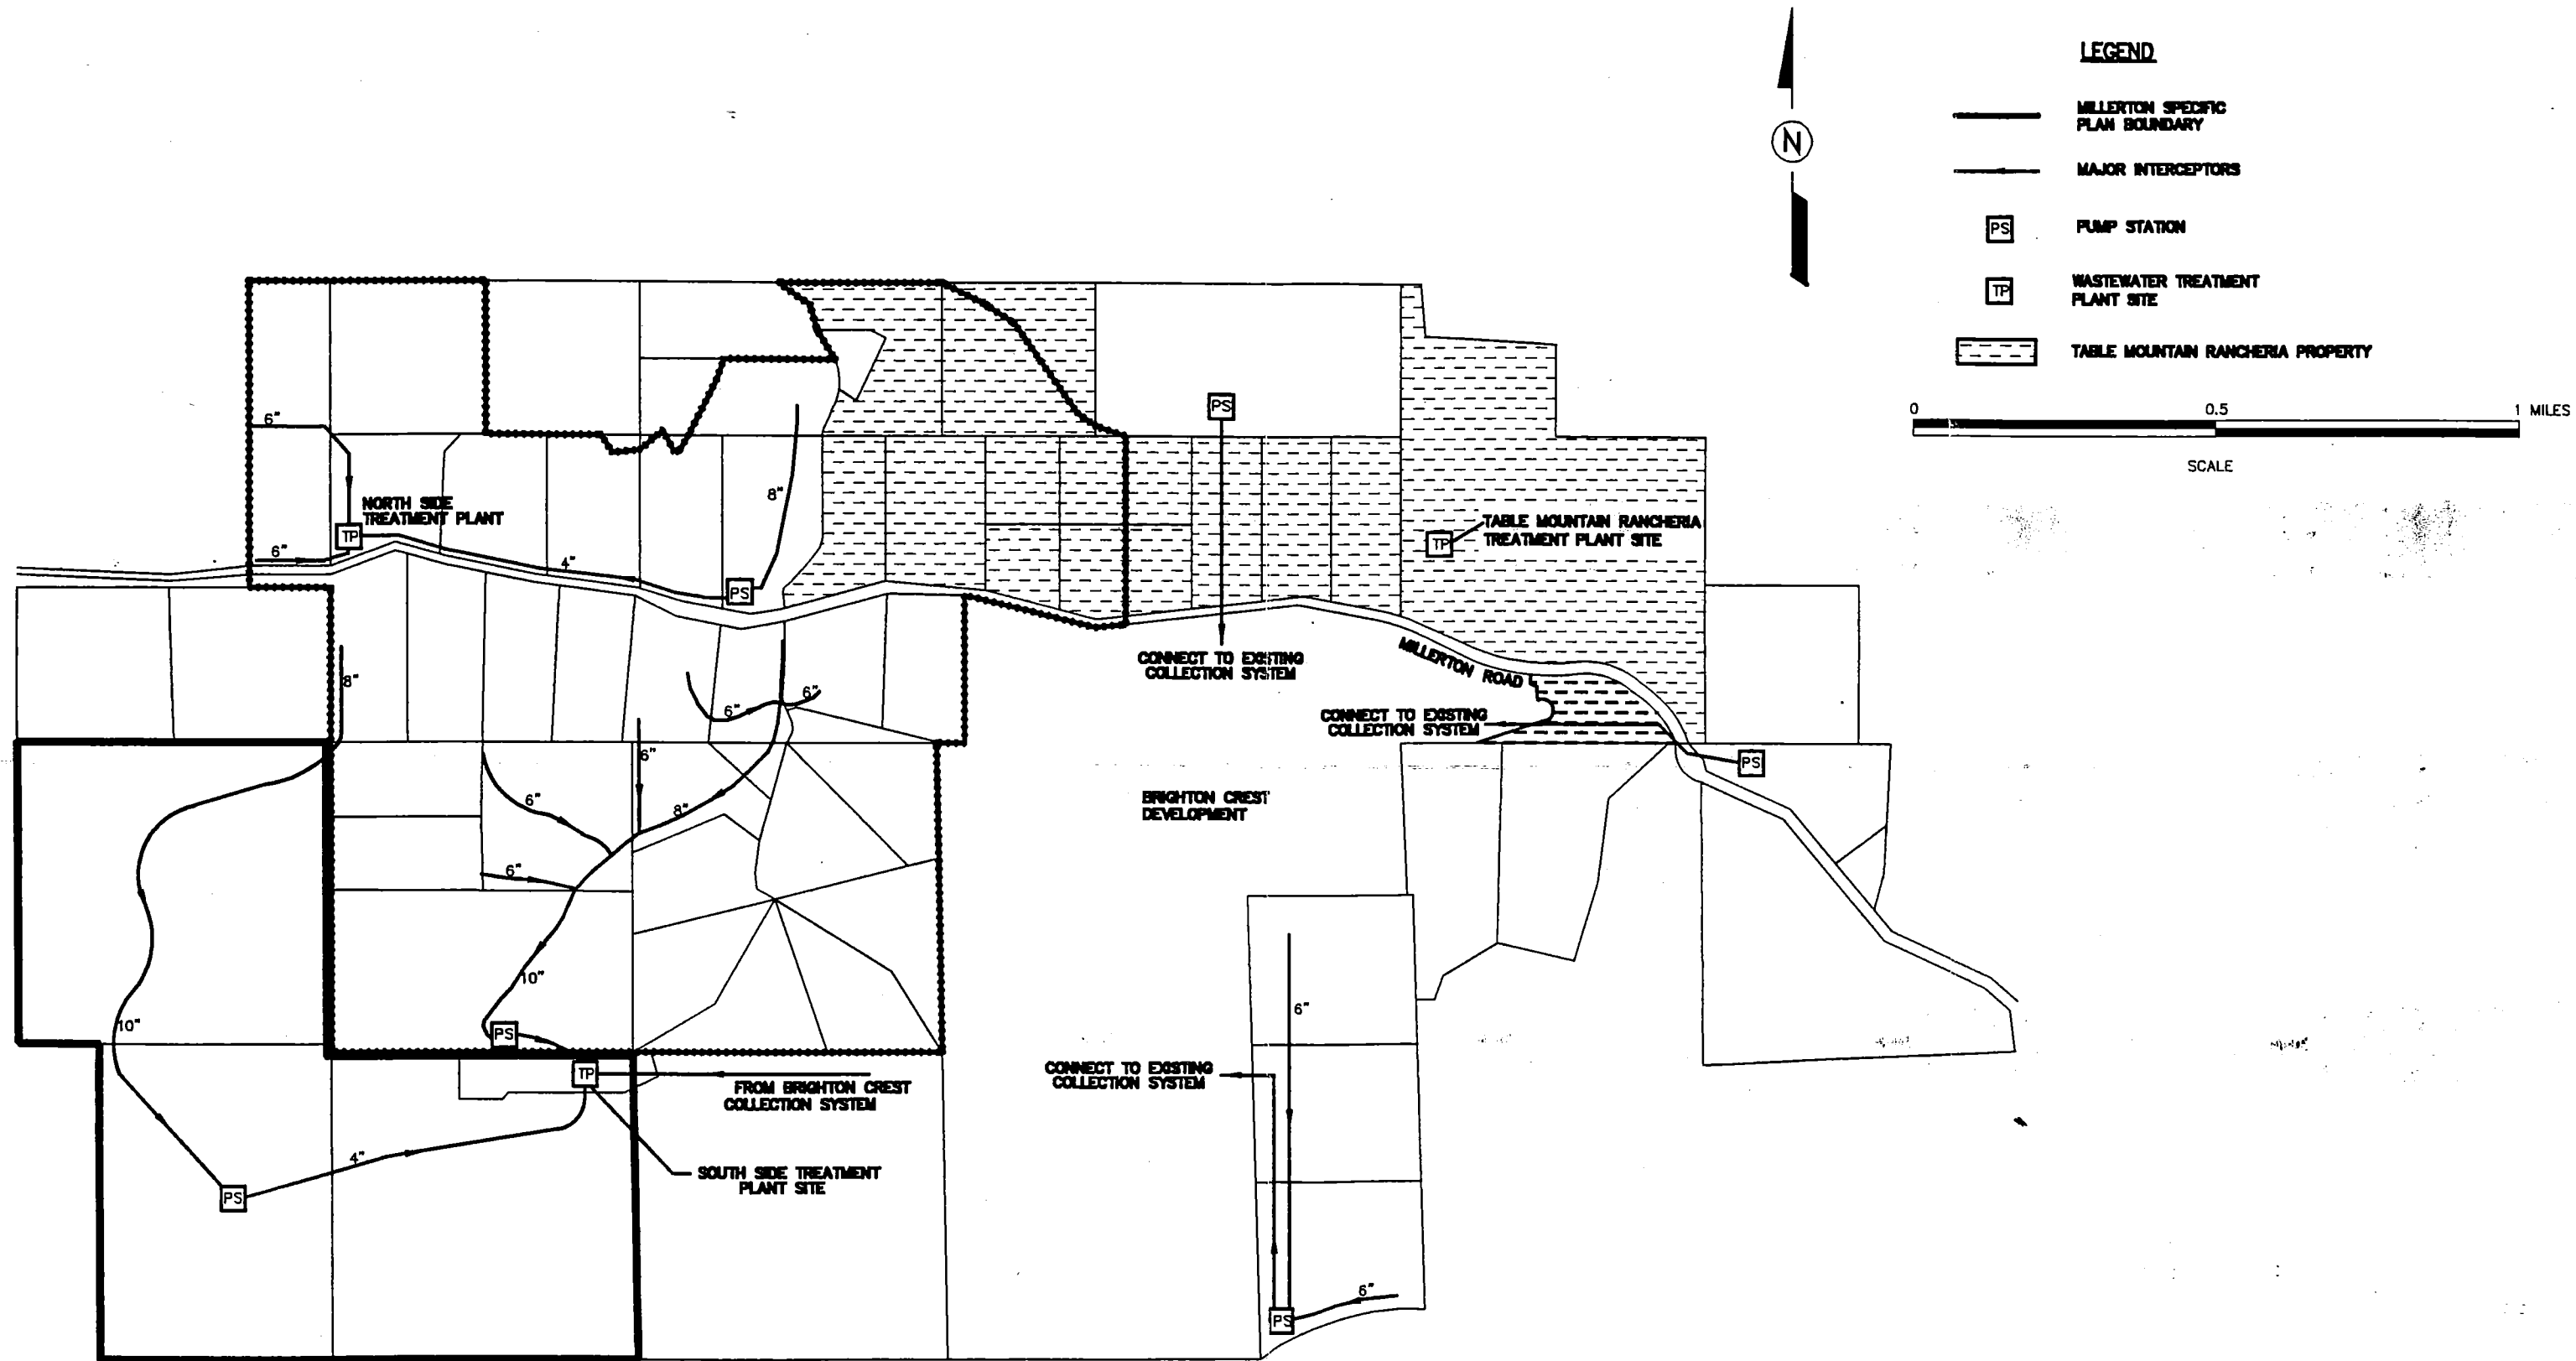 LEGEND
MILLERTON SPECIFIC
PLAN BOUNDARY
MAJOR INTERCEPTORS
PS
PUMP STATION
TP
WASTEWATER TREATMENT
PLANT SITE
TABLE MOUNTAIN RANCHERIA PROPERTY
N
0
0.5
1 MILES
SCALE
6"
PS
8"
NORTH SIDE
TREATMENT PLANT
TP
6"
4"
PS
TABLE MOUNTAIN RANCHERIA
TREATMENT PLANT SITE
TP
CONNECT TO EXISTING
COLLECTION SYSTEM
MILLERTON ROAD
8"
6"
6"
CONNECT TO EXISTING
COLLECTION SYSTEM
6"
PS
6"
8"
BRIGHTON CREST
DEVELOPMENT
6"
10"
10"
PS
6"
TP
FROM BRIGHTON CREST
COLLECTION SYSTEM
CONNECT TO EXISTING
COLLECTION SYSTEM
4"
SOUTH SIDE TREATMENT
PLANT SITE
PS
6"
PS